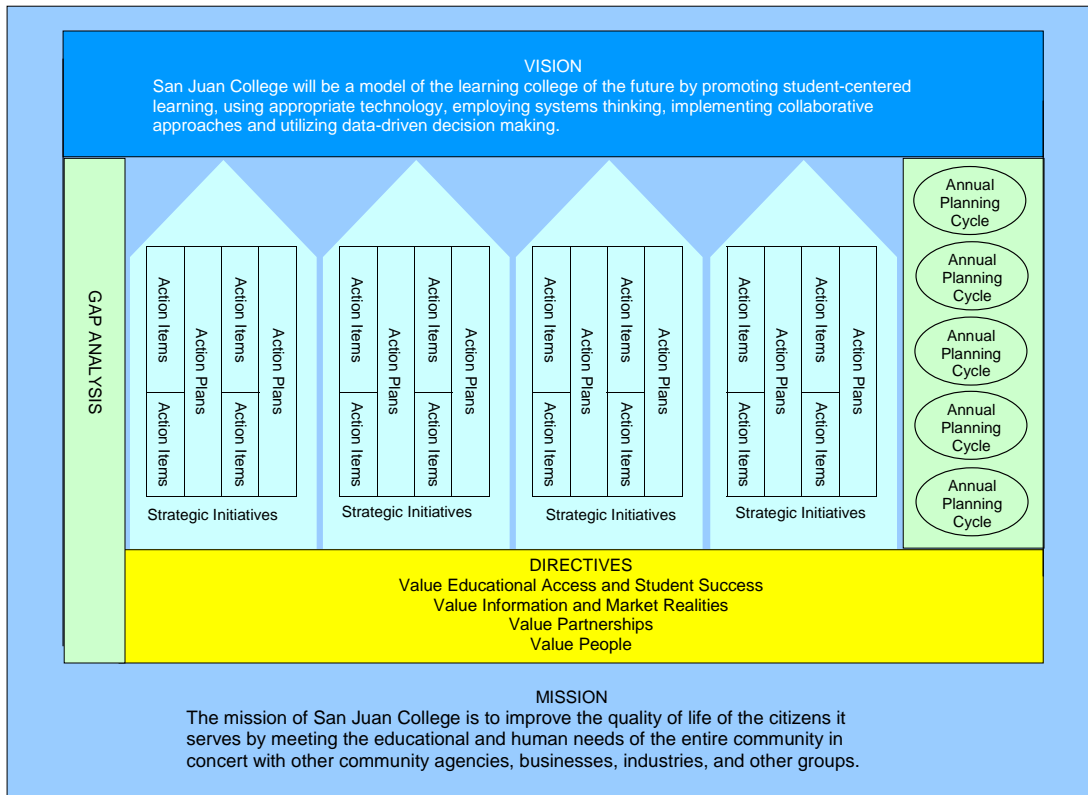 VISION
San Juan College will be a model of the learning college of the future by promoting student-centered
learning, using appropriate technology, employing systems thinking, implementing collaborative
approaches and utilizing data-driven decision making.
GAP ANALYSIS
Action Items
Action Items
Action Plans
Action Items
Action Items
Action Plans
Strategic Initiatives
Action Items
Action Items
Action Plans
Action Items
Action Items
Action Plans
Strategic Initiatives
Action Items
Action Items
Action Plans
Action Items
Action Items
Action Plans
Strategic Initiatives
Action Items
Action Items
Action Plans
Action Items
Action Items
Action Plans
Strategic Initiatives
Annual
Planning
Cycle
Annual
Planning
Cycle
Annual
Planning
Cycle
Annual
Planning
Cycle
Annual
Planning
Cycle
DIRECTIVES
Value Educational Access and Student Success
Value Information and Market Realities
Value Partnerships
Value People
MISSION
The mission of San Juan College is to improve the quality of life of the citizens it
serves by meeting the educational and human needs of the entire community in
concert with other community agencies, businesses, industries, and other groups.